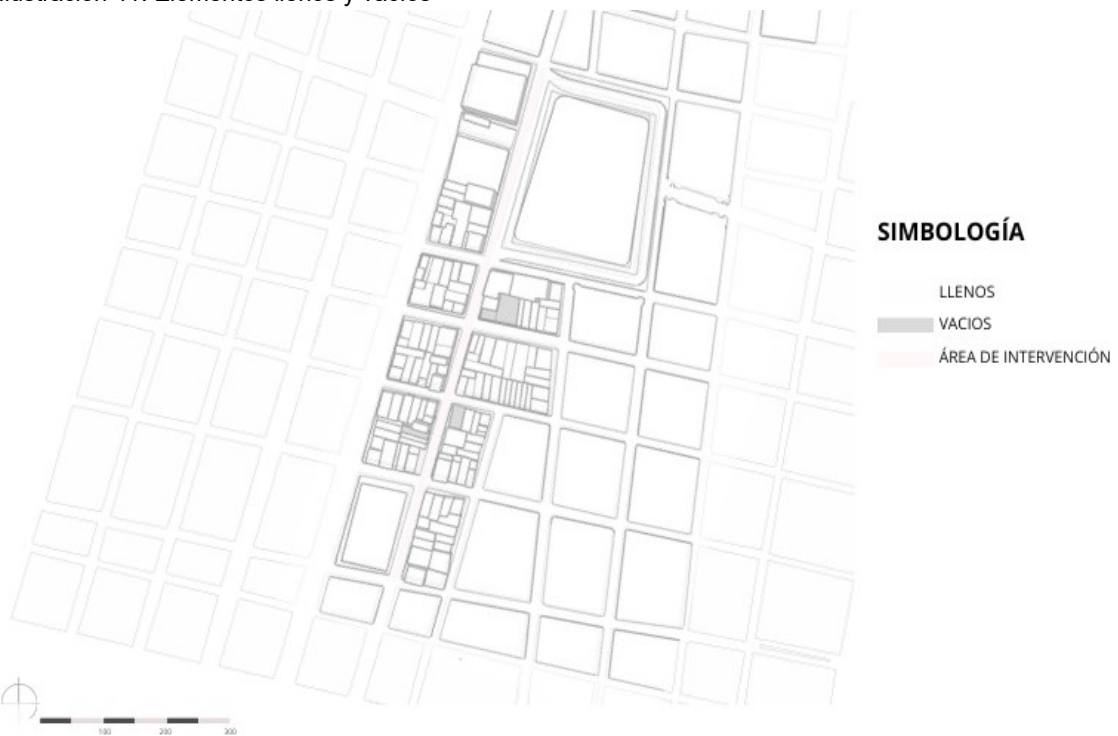 SIMBOLOGÍA
LLENOS
VACIOS
ÁREA DE INTERVENCIÓN
100 200 300